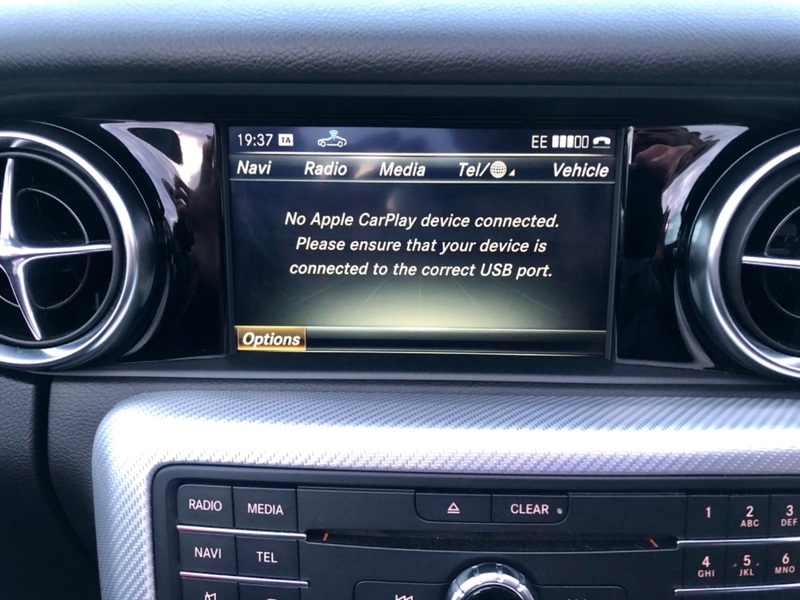 19:37 TA EE
Navi Radio Media Tel/ Vehicle
No Apple CarPlay device connected.
Please ensure that your device is
connected to the correct USB port.
Options
RADIO MEDIA CLEAR 1 2 ABC 3 DEF
NAVI TEL 4 GHI 5 JKL 6 MNO